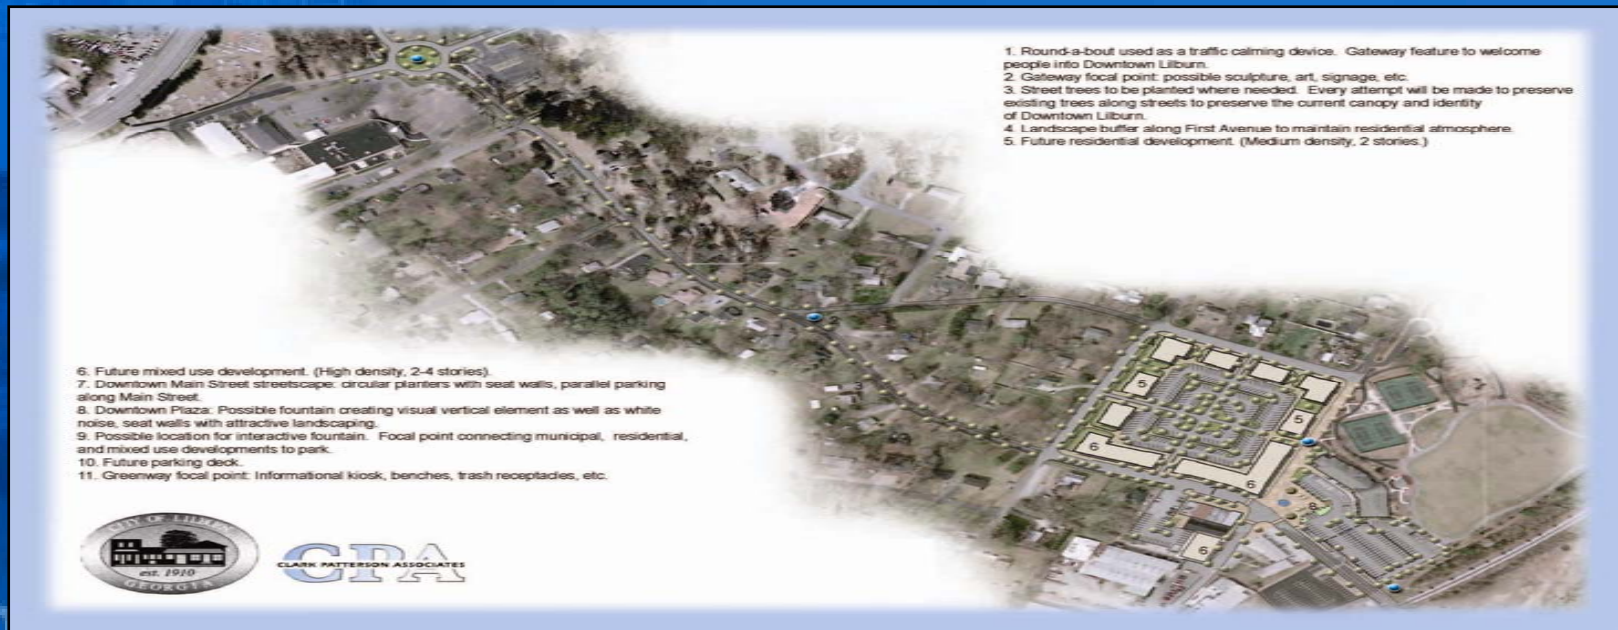 1. Round-a-bout used as a traffic calming device. Gateway feature to welcome
people into Downtown Lilburn.
2. Gateway focal point: possible sculpture, art, signage, etc.
3. Street trees to be planted where needed. Every attempt will be made to preserve
existing trees along streets to preserve the current canopy and identity
of Downtown Lilburn.
4. Landscape buffer along First Avenue to maintain residential atmosphere.
5. Future residential development. (Medium density, 2 stories.)
2
3
5
5
6
6
8
6
6. Future mixed use development. (High density, 2-4 stories).
7. Downtown Main Street streetscape: circular planters with seat walls, parallel parking
along Main Street.
8. Downtown Plaza: Possible fountain creating visual vertical element as well as white
noise, seat walls with attractive landscaping.
9. Possible location for interactive fountain. Focal point connecting municipal, residential,
and mixed use developments to park.
10. Future parking deck.
11. Greenway focal point: Informational kiosk, benches, trash receptacles, etc.
CITY OF LILBURN
est. 1910
GEORGIA
CPA
CLARK PATTERSON ASSOCIATES